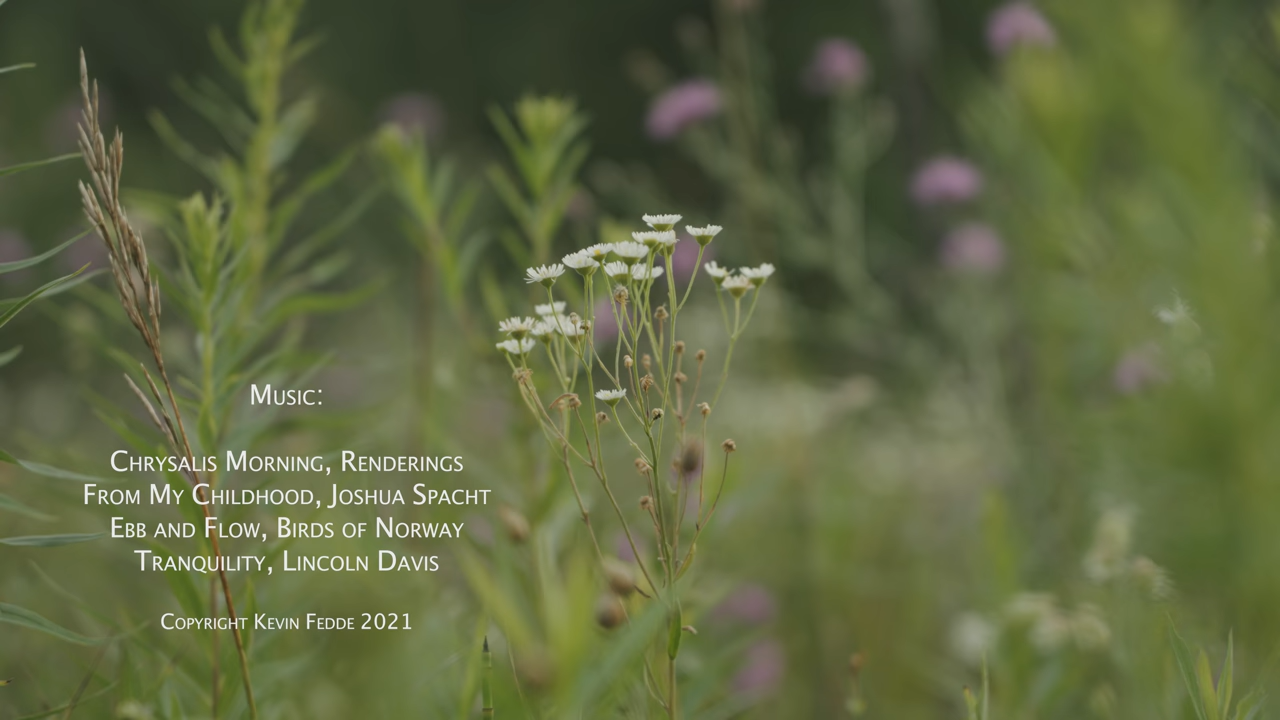 Music:
Chrysalis Morning, Renderings
From My Childhood, Joshua Spacht
Ebb and Flow, Birds of Norway
Tranquility, Lincoln Davis
Copyright Kevin Fedde 2021